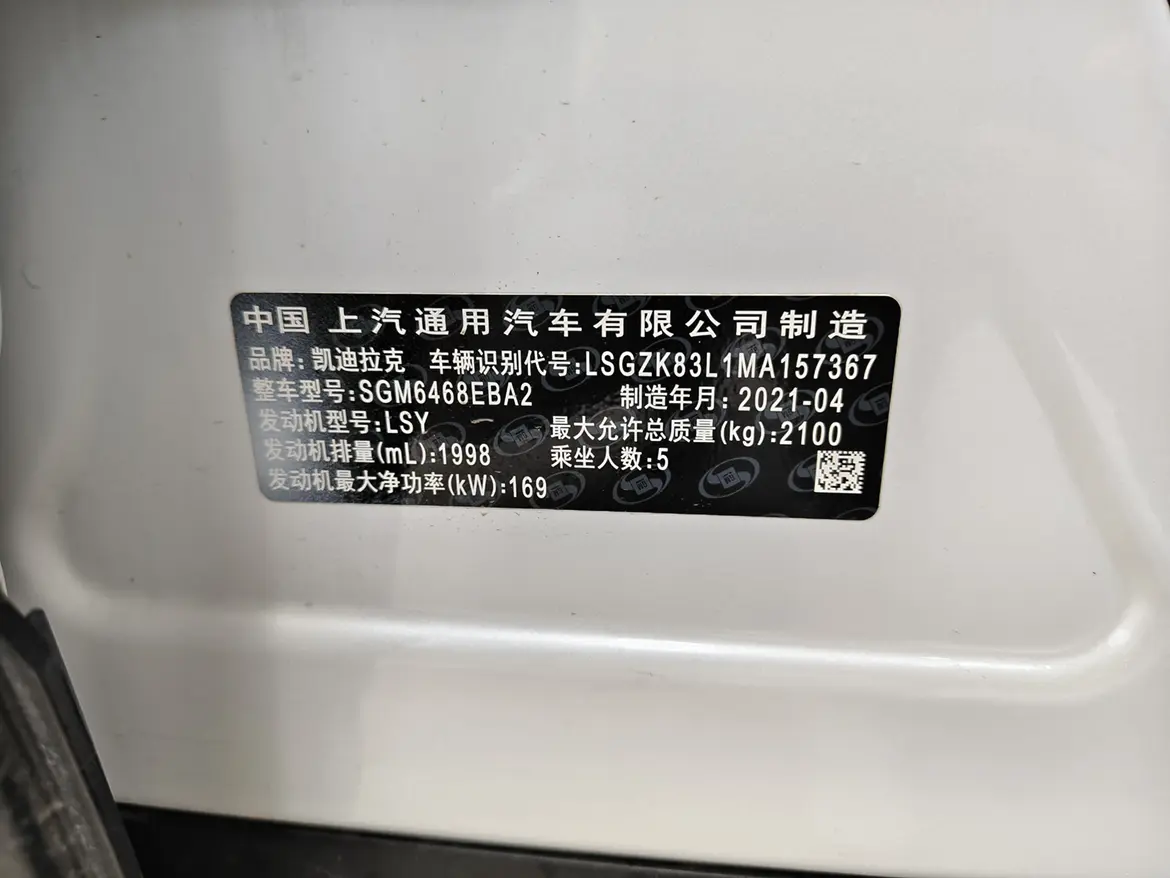 中国 上汽通用汽车有限公司制造
品牌: 凯迪拉克 车辆识别代号:LSGZK83L1MA157367
整车型号:SGM6468EBA2 制造年月: 2021-04
发动机型号:LSY 最大允许总质量(kg):2100
发动机排量(mL):1998 乘坐人数:5
发动机最大净功率(kW):169